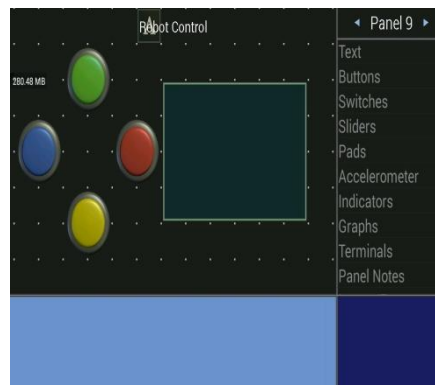 Robot Control
Panel 9
280.48 MB
Text
Buttons
Switches
Sliders
Pads
Accelerometer
Indicators
Graphs
Terminals
Panel Notes